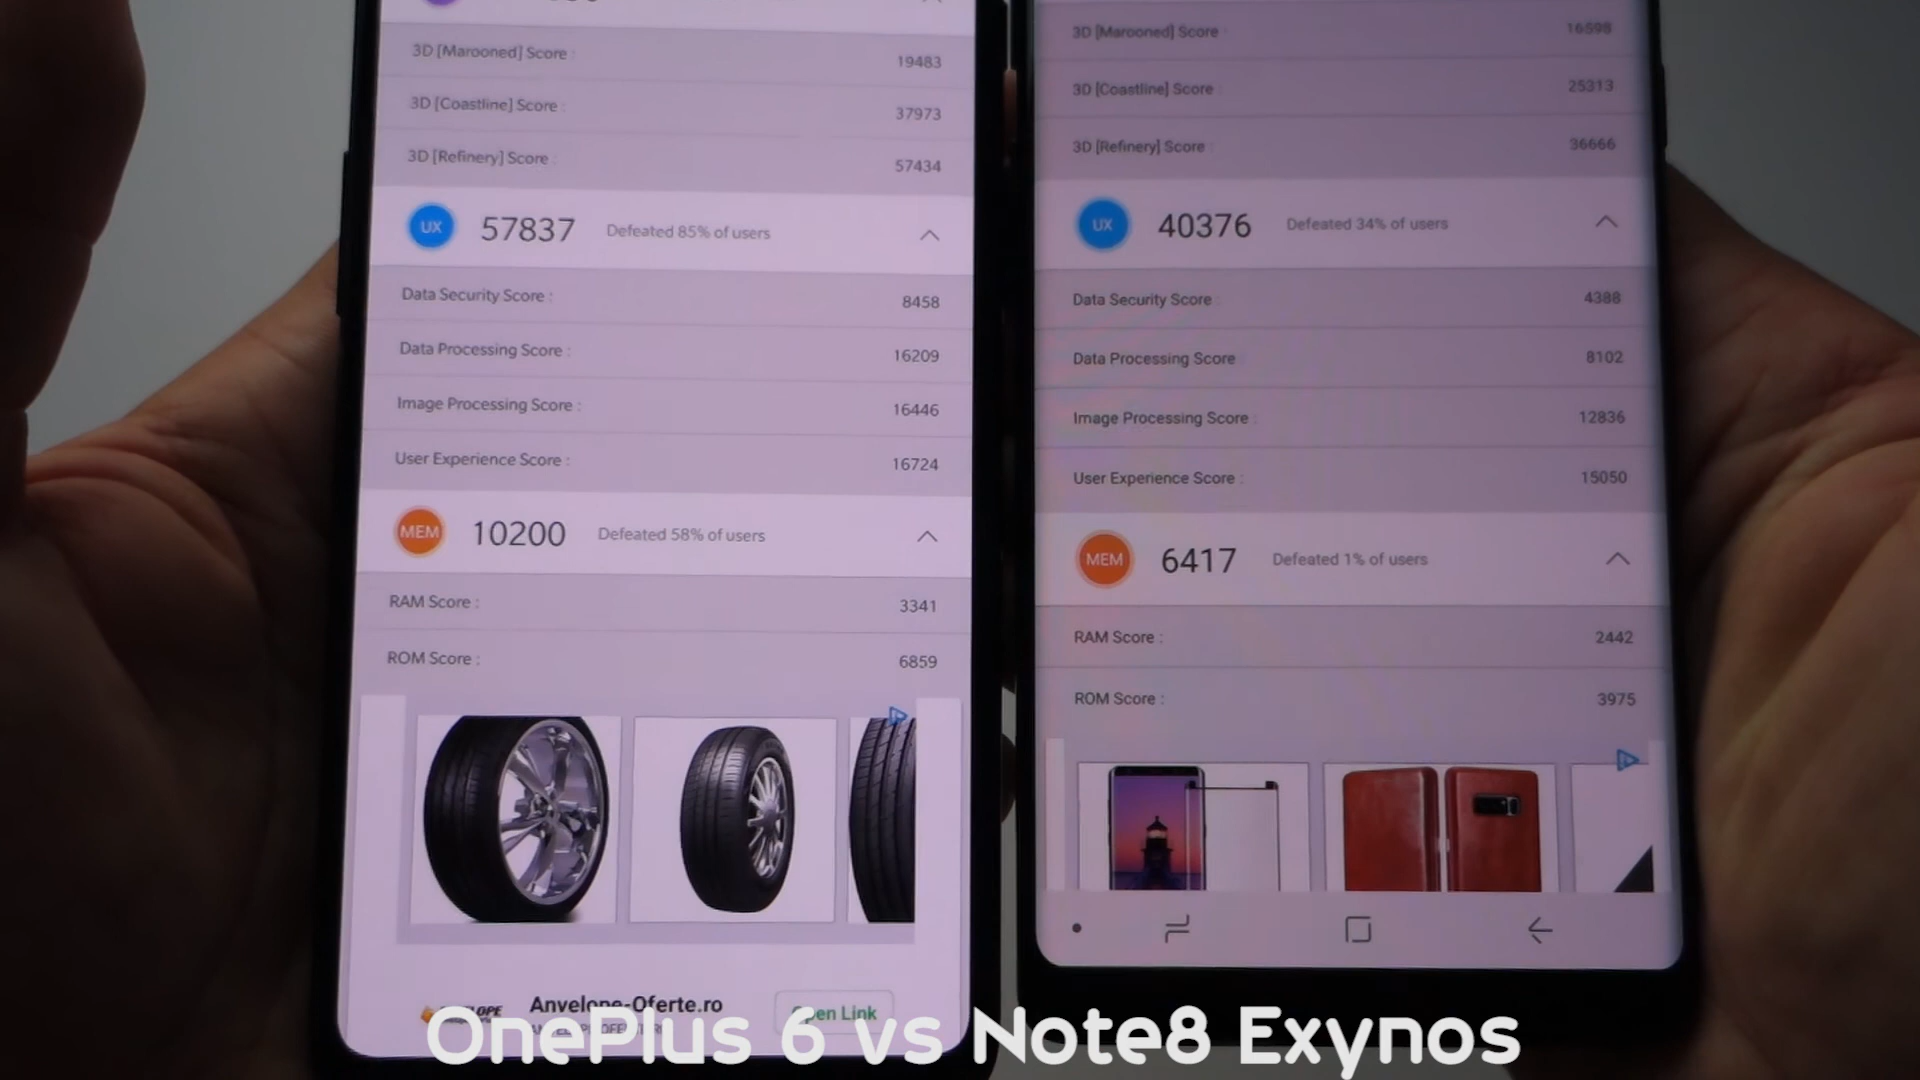 3D [Marooned] Score : 19483
3D [Coastline] Score : 37973
3D [Refinery] Score : 57434
UX 57837 Defeated 85% of users
Data Security Score : 8458
Data Processing Score : 16209
Image Processing Score : 16446
User Experience Score : 16724
MEM 10200 Defeated 58% of users
RAM Score : 3341
ROM Score : 6859
Anvelope-Oferte.ro
Open Link
3D [Marooned] Score : 16598
3D [Coastline] Score : 25313
3D [Refinery] Score : 36666
UX 40376 Defeated 34% of users
Data Security Score : 4388
Data Processing Score : 8102
Image Processing Score : 12836
User Experience Score : 15050
MEM 6417 Defeated 1% of users
RAM Score : 2442
ROM Score : 3975
OnePlus 6 vs Note8 Exynos